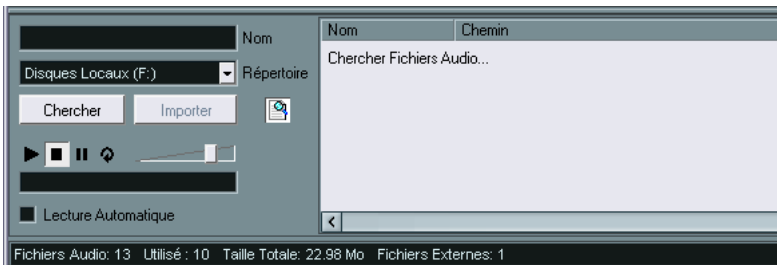 Nom
Disques Locaux (F:)
Répertoire
Chercher
Importer
Lecture Automatique
Nom
Chemin
Chercher Fichiers Audio...
Fichiers Audio: 13 Utilisé : 10 Taille Totale: 22.98 Mo Fichiers Externes: 1